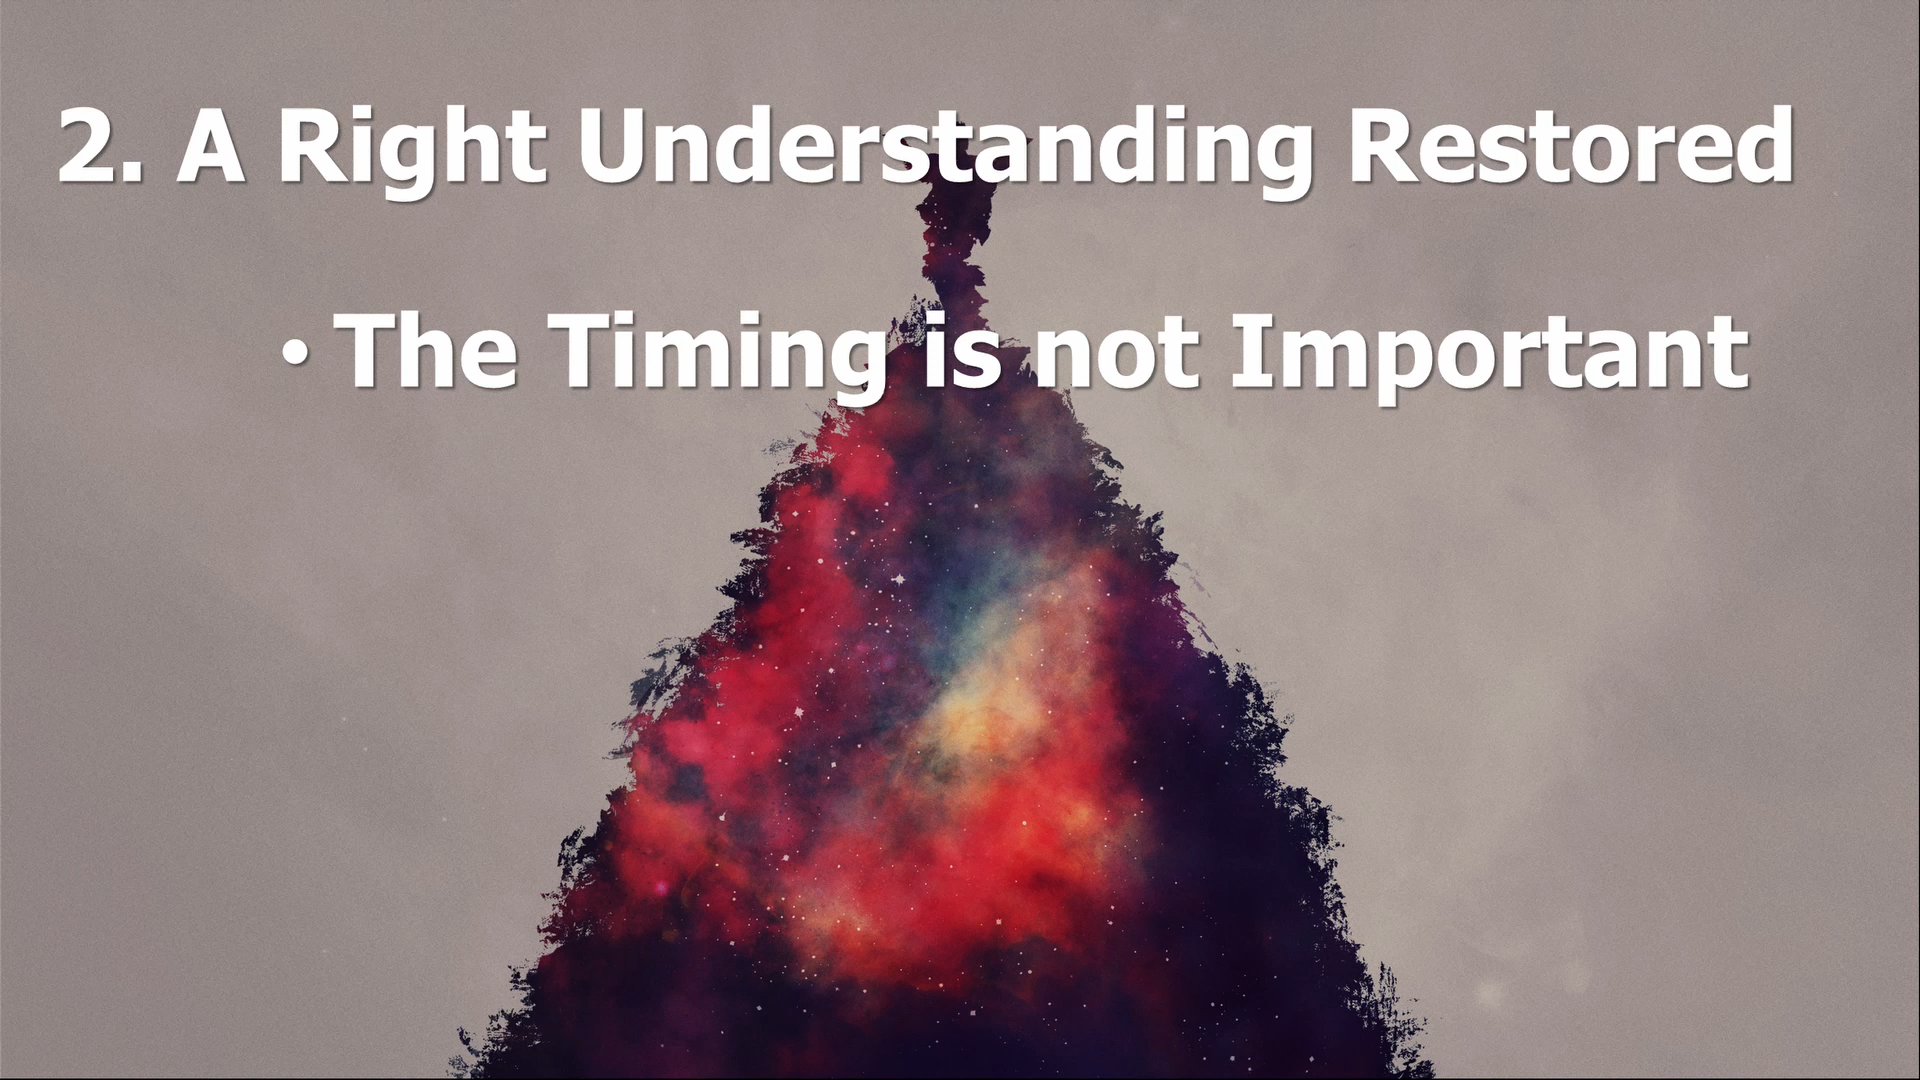 2. A Right Understanding Restored
• The Timing is not Important